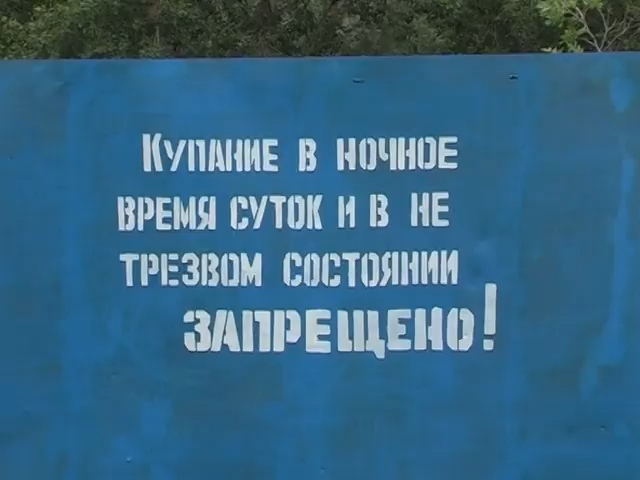 Купание в ночное
время суток и в не
трезвом состоянии
ЗАПРЕЩЕНО!